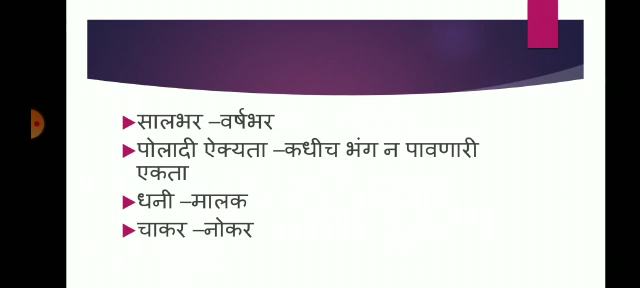 सालभर –वर्षभर
पोलादी ऐक्यता –कधीच भंग न पावणारी
एकता
धनी –मालक
चाकर –नोकर